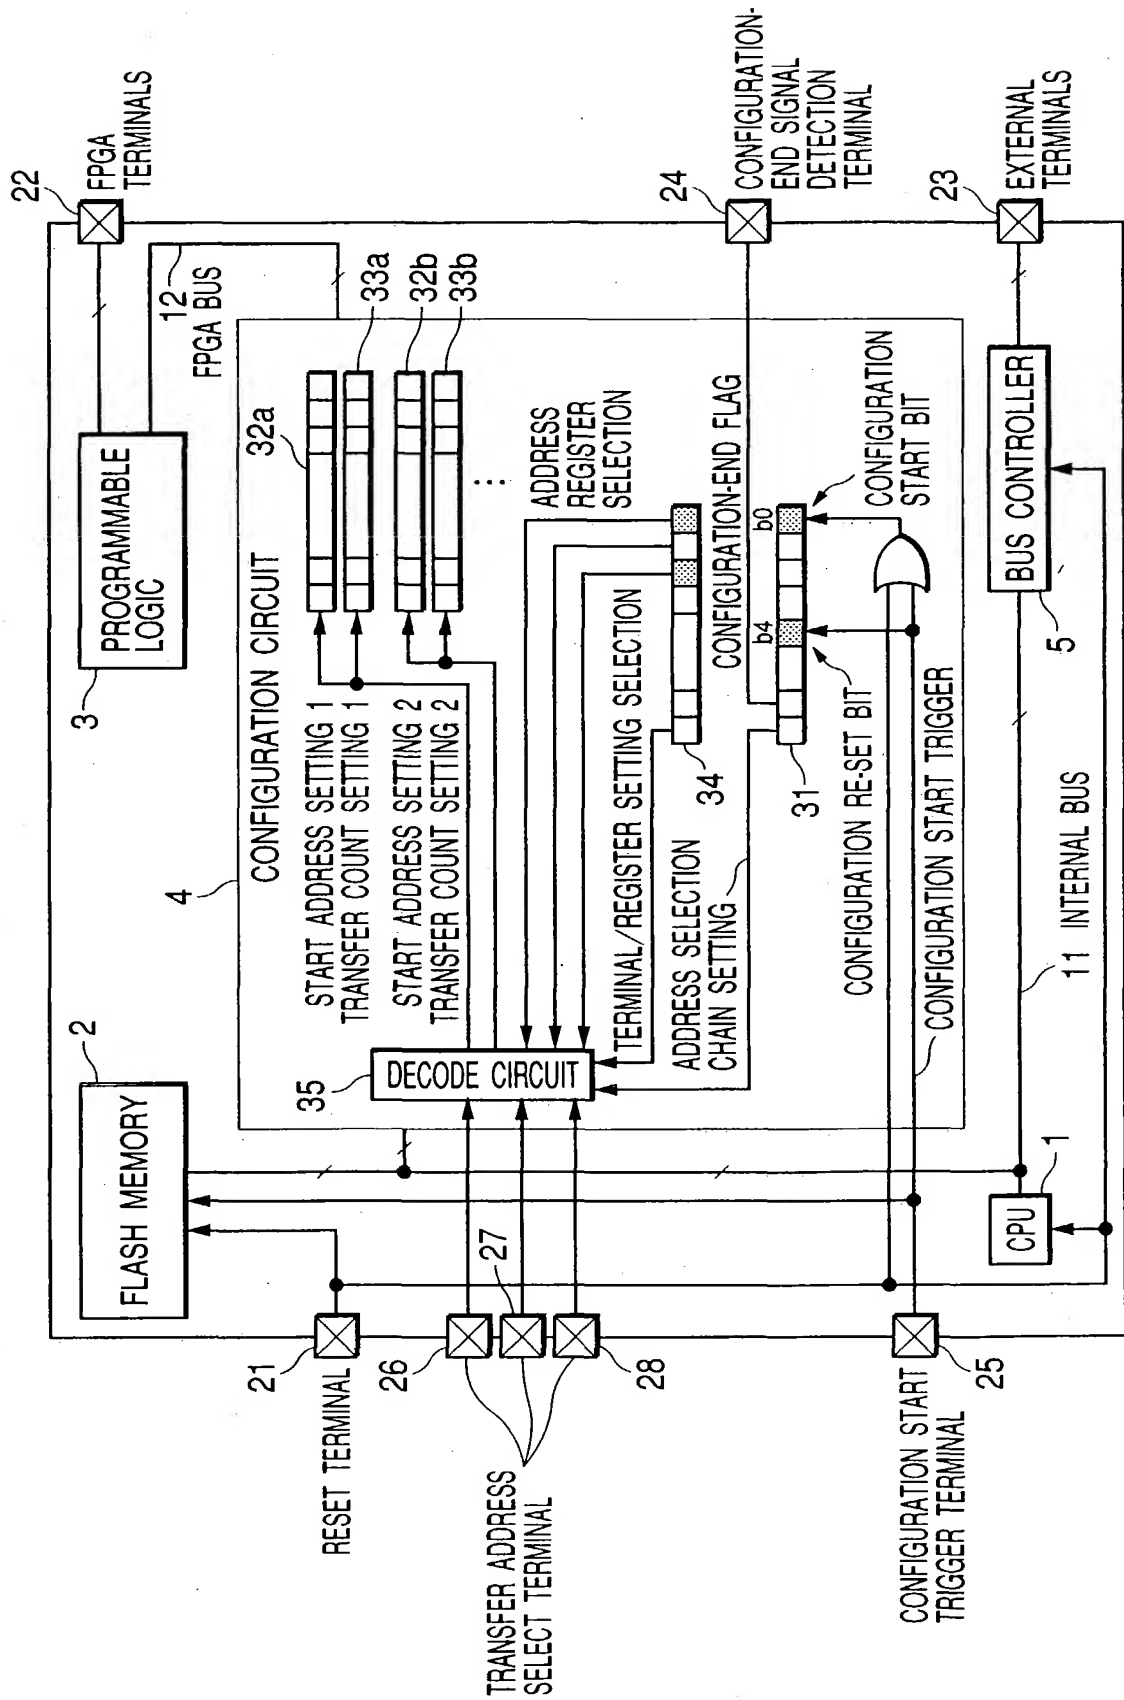 22
FPGA
TERMINALS
24
CONFIGURATION-
END SIGNAL
DETECTION
TERMINAL
23
EXTERNAL
TERMINALS
3
PROGRAMMABLE
LOGIC
12
FPGA BUS
4
CONFIGURATION CIRCUIT
32a
33a
32b
33b
START ADDRESS SETTING 1
TRANSFER COUNT SETTING 1
START ADDRESS SETTING 2
TRANSFER COUNT SETTING 2
ADDRESS
REGISTER
SELECTION
TERMINAL/REGISTER SETTING SELECTION
34
CONFIGURATION-END FLAG
ADDRESS SELECTION
CHAIN SETTING
31
b4
b0
CONFIGURATION
START BIT
CONFIGURATION RE-SET BIT
CONFIGURATION START TRIGGER
35
DECODE CIRCUIT
2
FLASH MEMORY
BUS CONTROLLER
5
11 INTERNAL BUS
1
CPU
21
RESET TERMINAL
26
27
28
TRANSFER ADDRESS
SELECT TERMINAL
25
CONFIGURATION START
TRIGGER TERMINAL